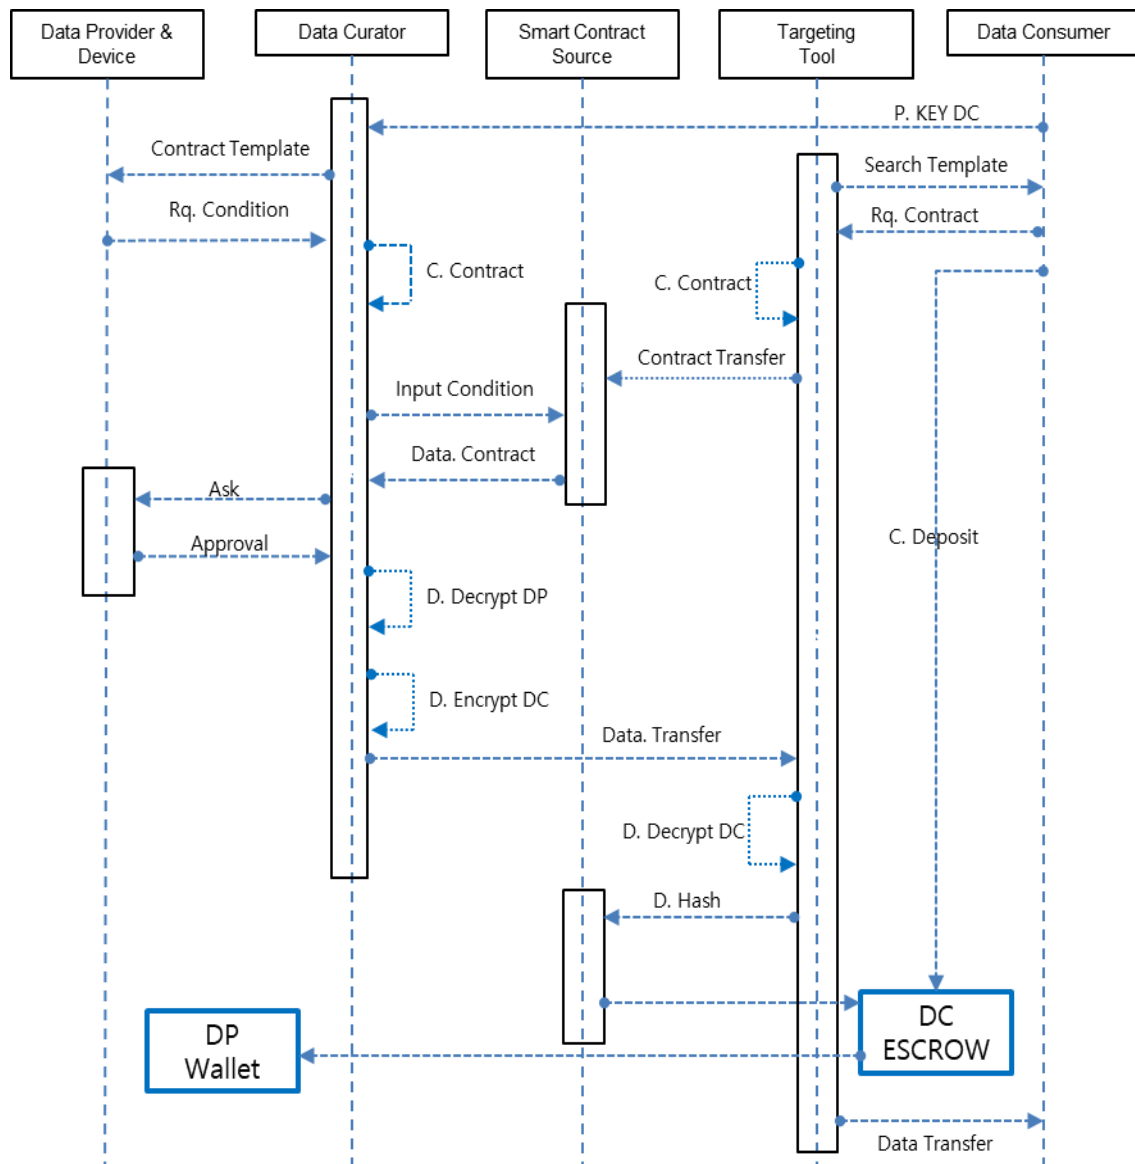 Data Provider &
Device
Data Curator
Smart Contract
Source
Targeting
Tool
Data Consumer
P. KEY DC
Contract Template
Search Template
Rq. Condition
Rq. Contract
C. Contract
C. Contract
Contract Transfer
Input Condition
Data. Contract
Ask
Approval
C. Deposit
D. Decrypt DP
D. Encrypt DC
Data. Transfer
D. Decrypt DC
D. Hash
DP
Wallet
DC
ESCROW
Data Transfer